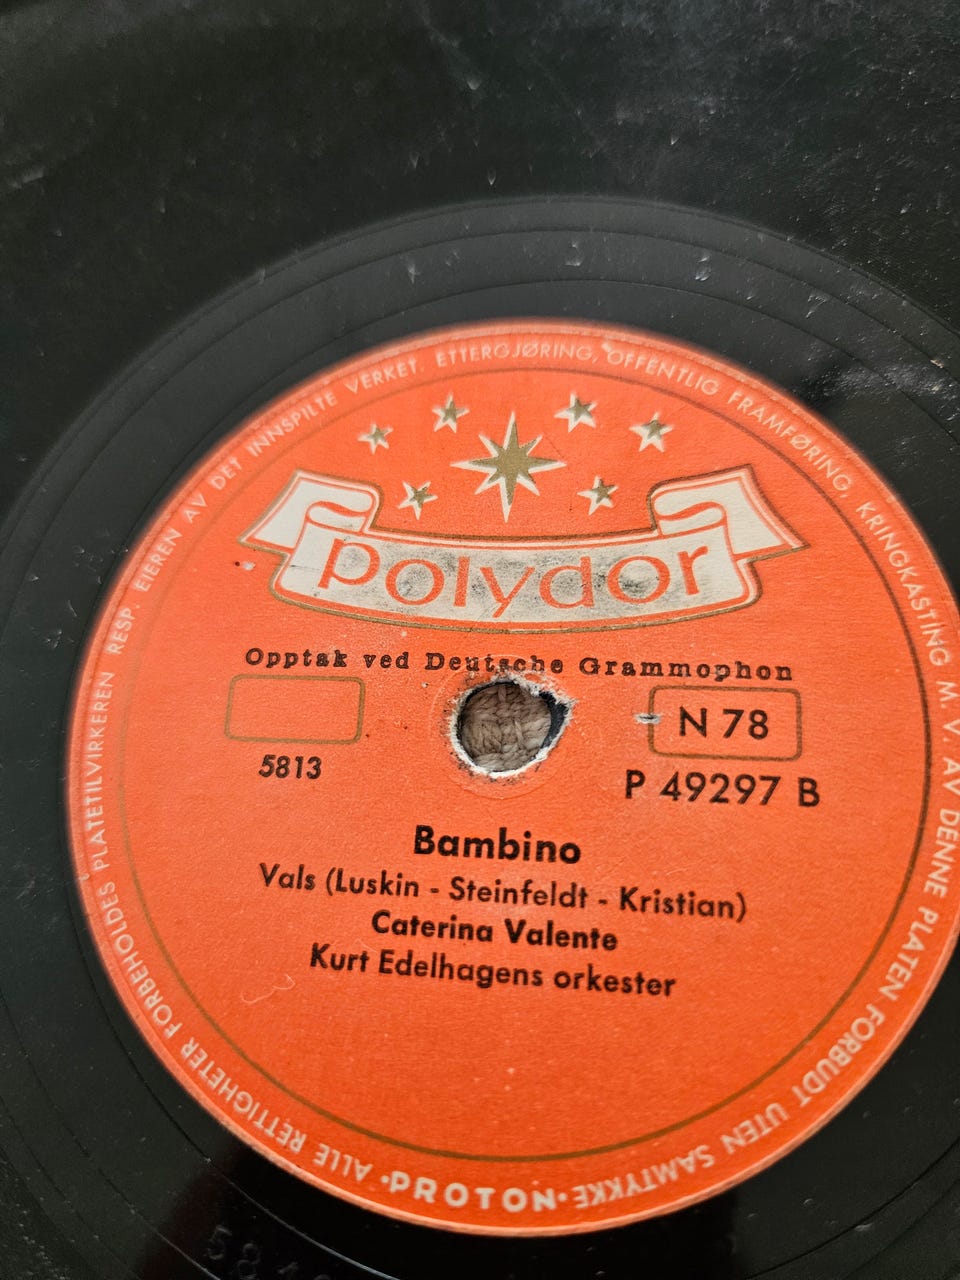 polydor
Opptak ved Deutsche Grammophon
N 78
5813
P 49297 B
Bambino
Vals (Luskin - Steinfeldt - Kristian)
Caterina Valente
Kurt Edelhagens orkester
ALLE RETTIGHETER FORBEHOLDES PLATETILVIRKEREN RESP. EIEREN AV DET INNSPILTE VERKET. ETTERGJØRING, OFFENTLIG FRAMFØRING, KRINGKASTING M. V. AV DENNE PLATEN FORBUDT UTEN SAMTYKKE
·PROTON·